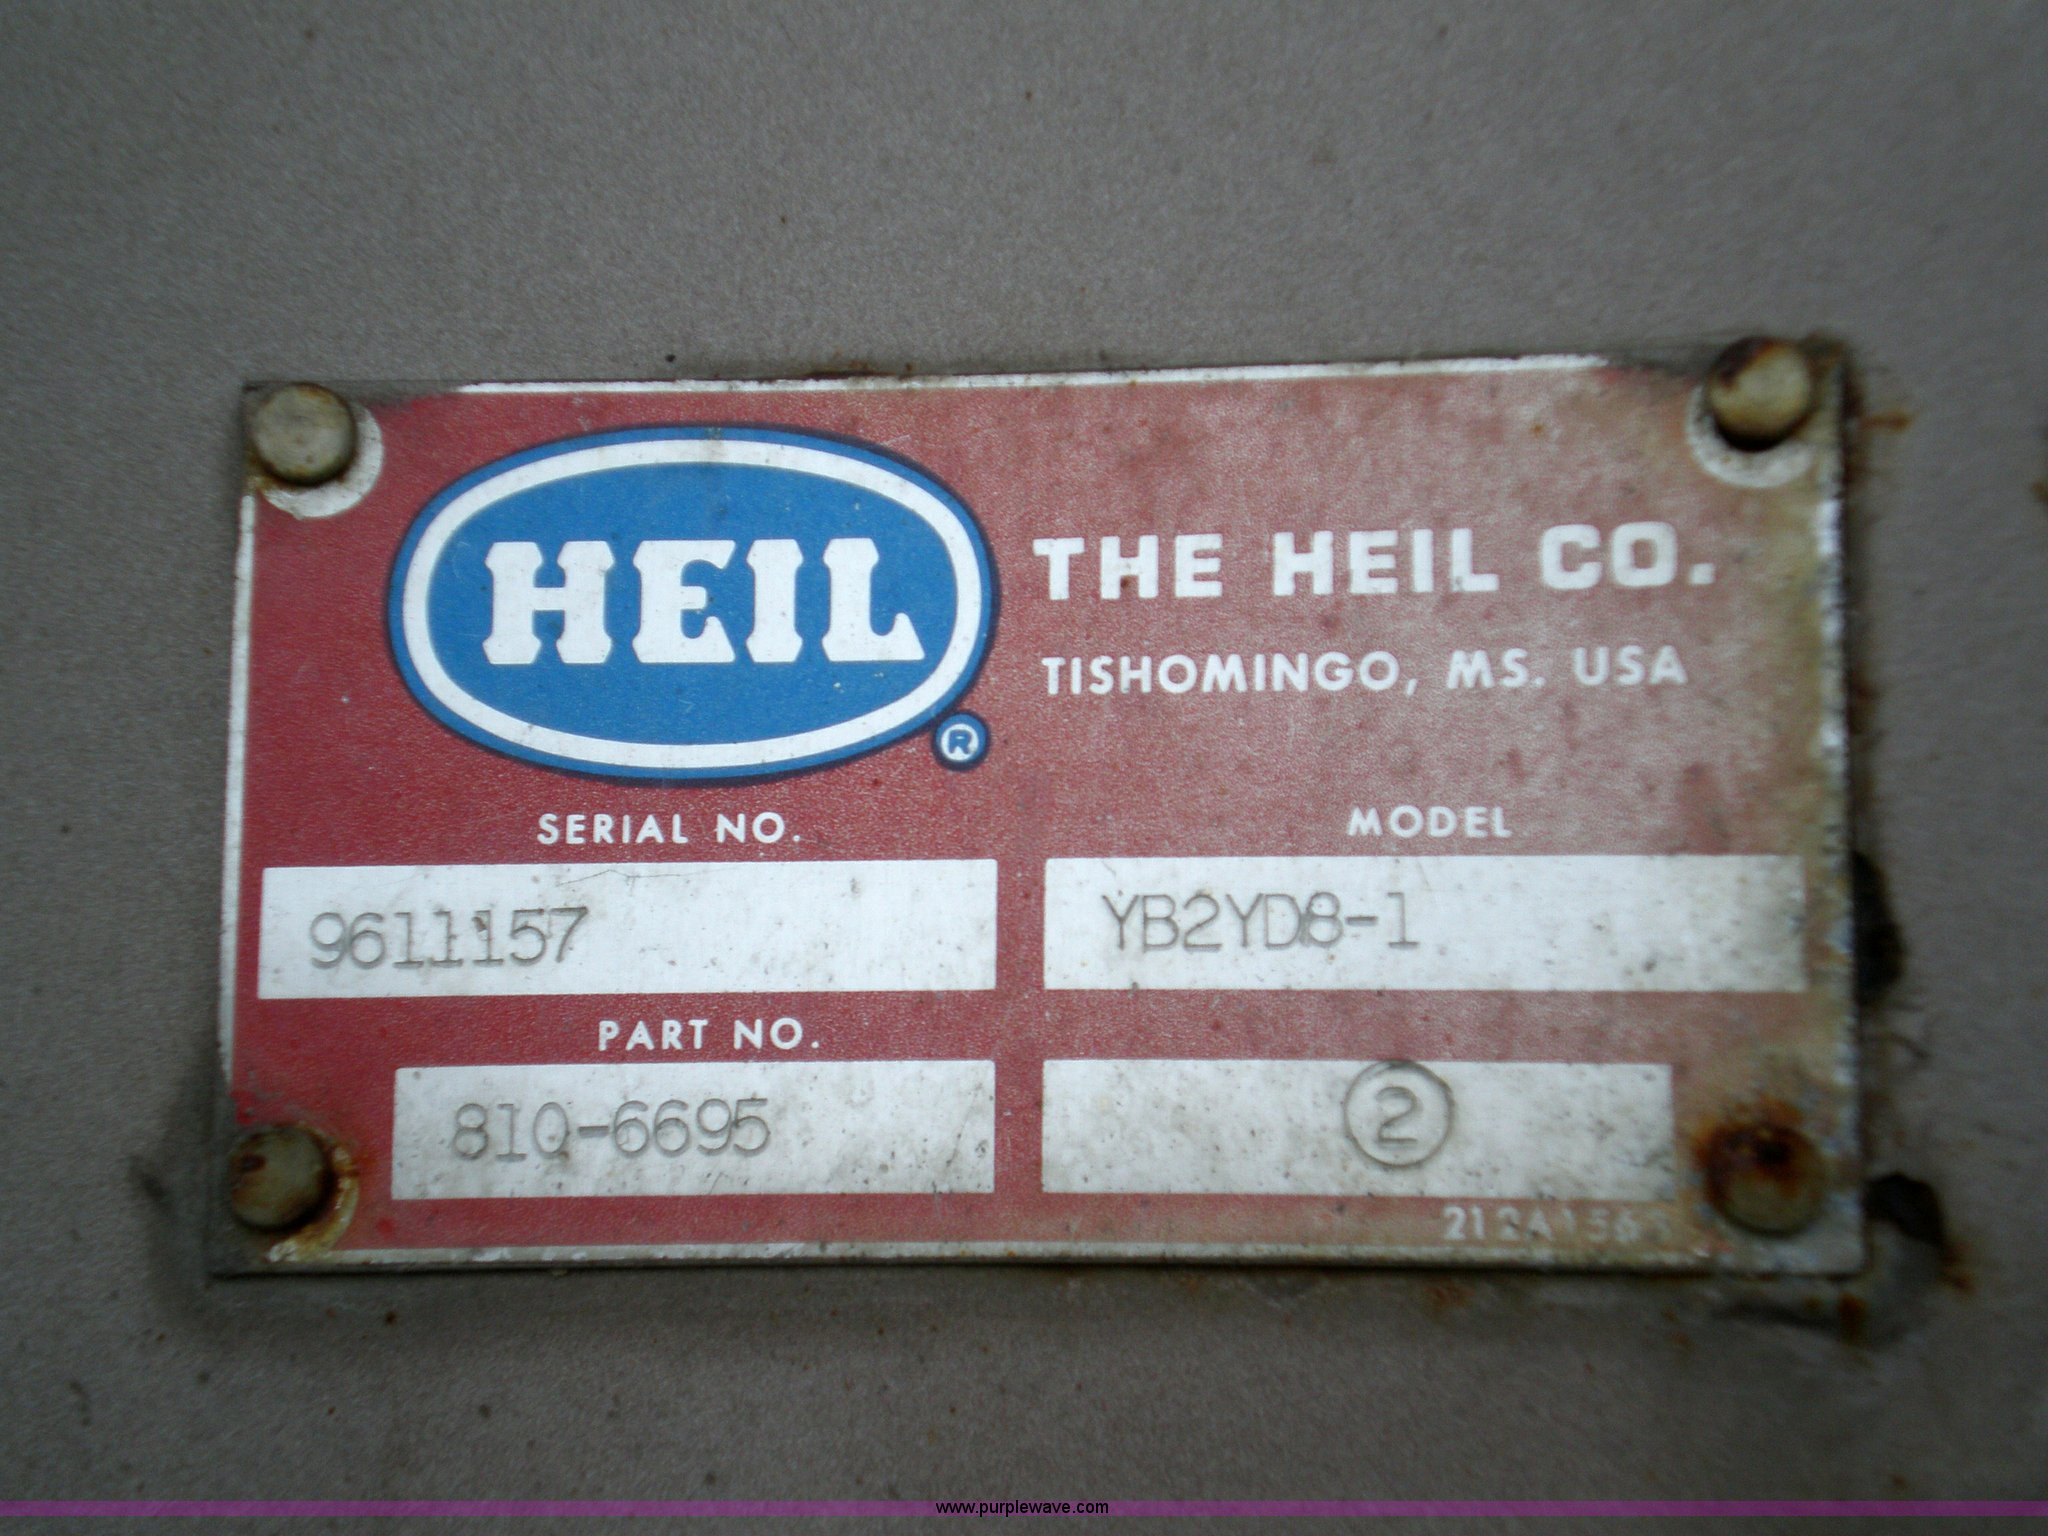 HEIL
®
THE HEIL CO.
TISHOMINGO, MS. USA
SERIAL NO.
MODEL
9611157
YB2YD8-1
PART NO.
810-6695
2
www.purplewave.com